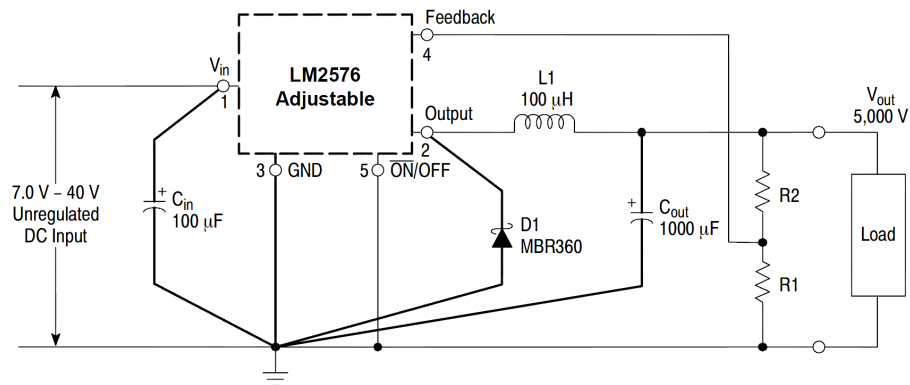 Feedback
4
Vin
1
LM2576
Adjustable
L1
100 µH
Output
2
Vout
5,000 V
3
GND
5
ON/OFF
7.0 V – 40 V
Unregulated
DC Input
+
Cin
100 µF
D1
MBR360
+
Cout
1000 µF
R2
Load
R1